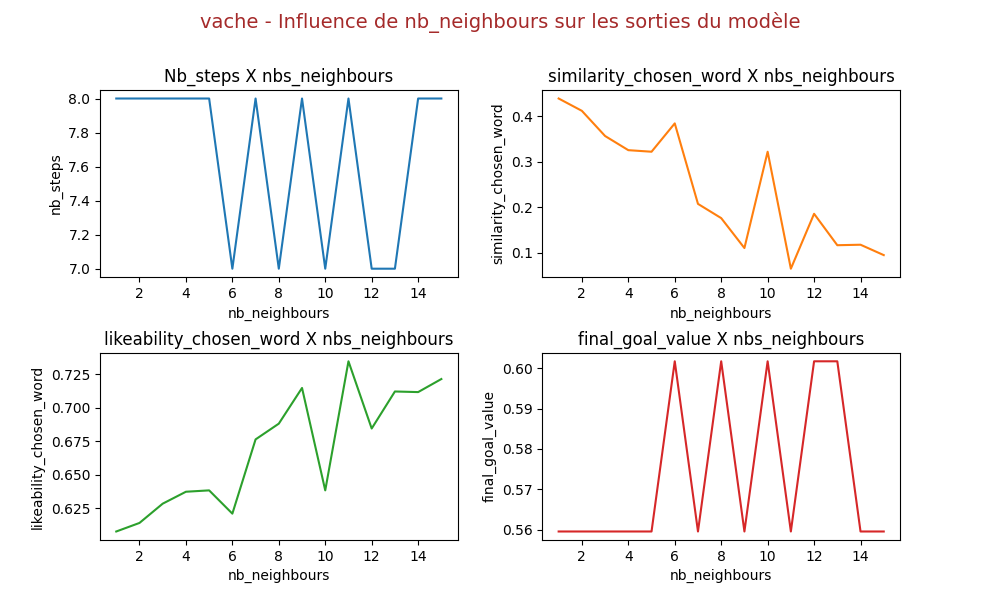 vache - Influence de nb_neighbours sur les sorties du modèle
Nb_steps X nbs_neighbours
nb_steps
8.0
7.8
7.6
7.4
7.2
7.0
2 4 6 8 10 12 14
nb_neighbours
similarity_chosen_word X nbs_neighbours
similarity_chosen_word
0.4
0.3
0.2
0.1
2 4 6 8 10 12 14
nb_neighbours
likeability_chosen_word X nbs_neighbours
likeability_chosen_word
0.725
0.700
0.675
0.650
0.625
2 4 6 8 10 12 14
nb_neighbours
final_goal_value X nbs_neighbours
final_goal_value
0.60
0.59
0.58
0.57
0.56
2 4 6 8 10 12 14
nb_neighbours